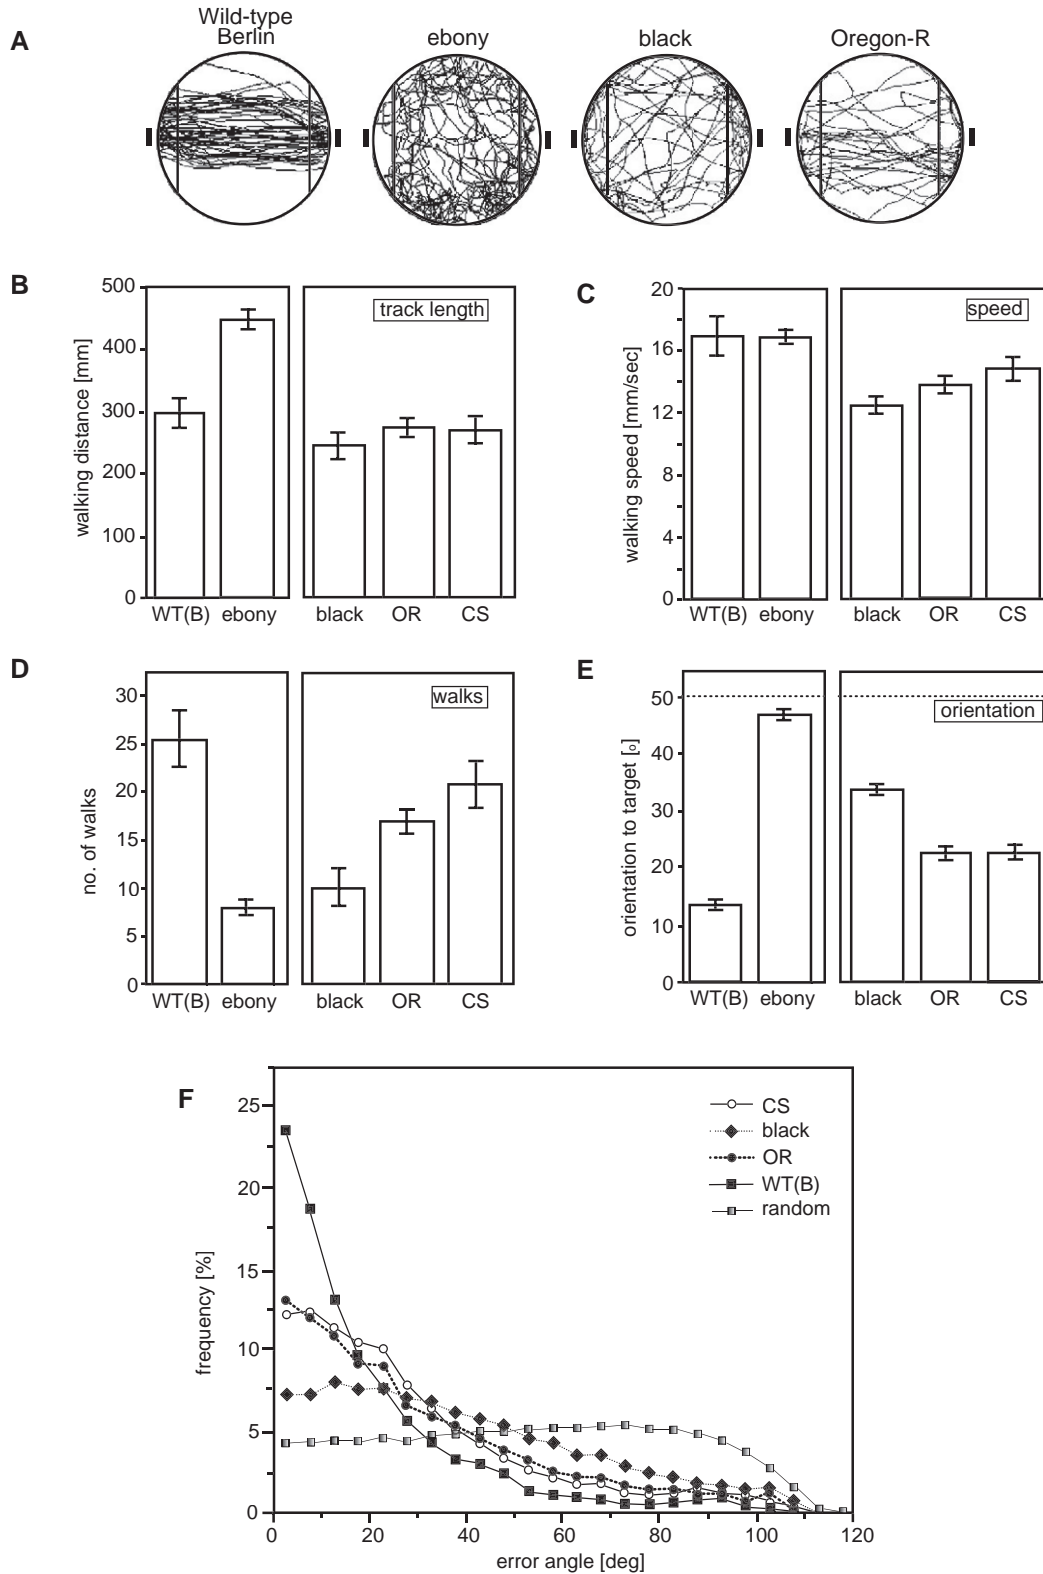 A
Wild-type
Berlin
ebony
black
Oregon-R
B
500
400
300
200
100
0
walking distance [mm]
track length
WT(B)
ebony
black
OR
CS
C
20
16
12
8
4
0
walking speed [mm/sec]
speed
WT(B)
ebony
black
OR
CS
D
30
25
20
15
10
5
0
no. of walks
walks
WT(B)
ebony
black
OR
CS
E
50
40
30
20
10
0
orientation to target [o]
orientation
WT(B)
ebony
black
OR
CS
F
25
20
15
10
5
0
frequency [%]
CS
black
OR
WT(B)
random
0
20
40
60
80
100
120
error angle [deg]